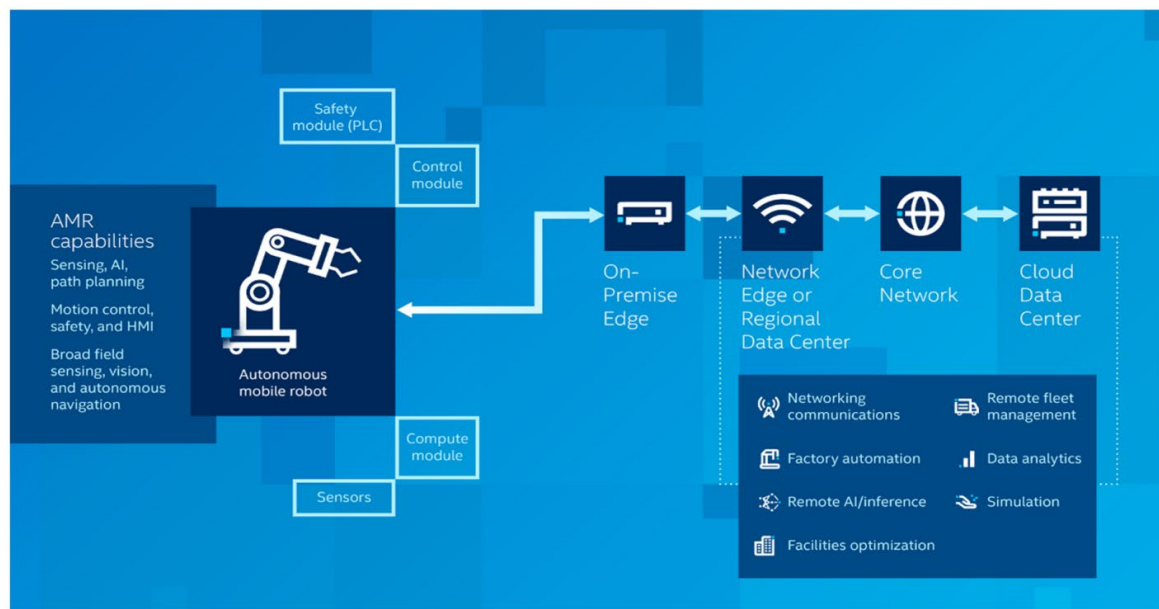 Safety
module (PLC)
Control
module
AMR
capabilities
Sensing, AI,
path planning
Motion control,
safety, and HMI
Broad field
sensing, vision,
and autonomous
navigation
Autonomous
mobile robot
Compute
module
Sensors
On-
Premise
Edge
Network
Edge or
Regional
Data Center
Core
Network
Cloud
Data
Center
Networking
communications
Factory automation
Remote AI/inference
Facilities optimization
Remote fleet
management
Data analytics
Simulation